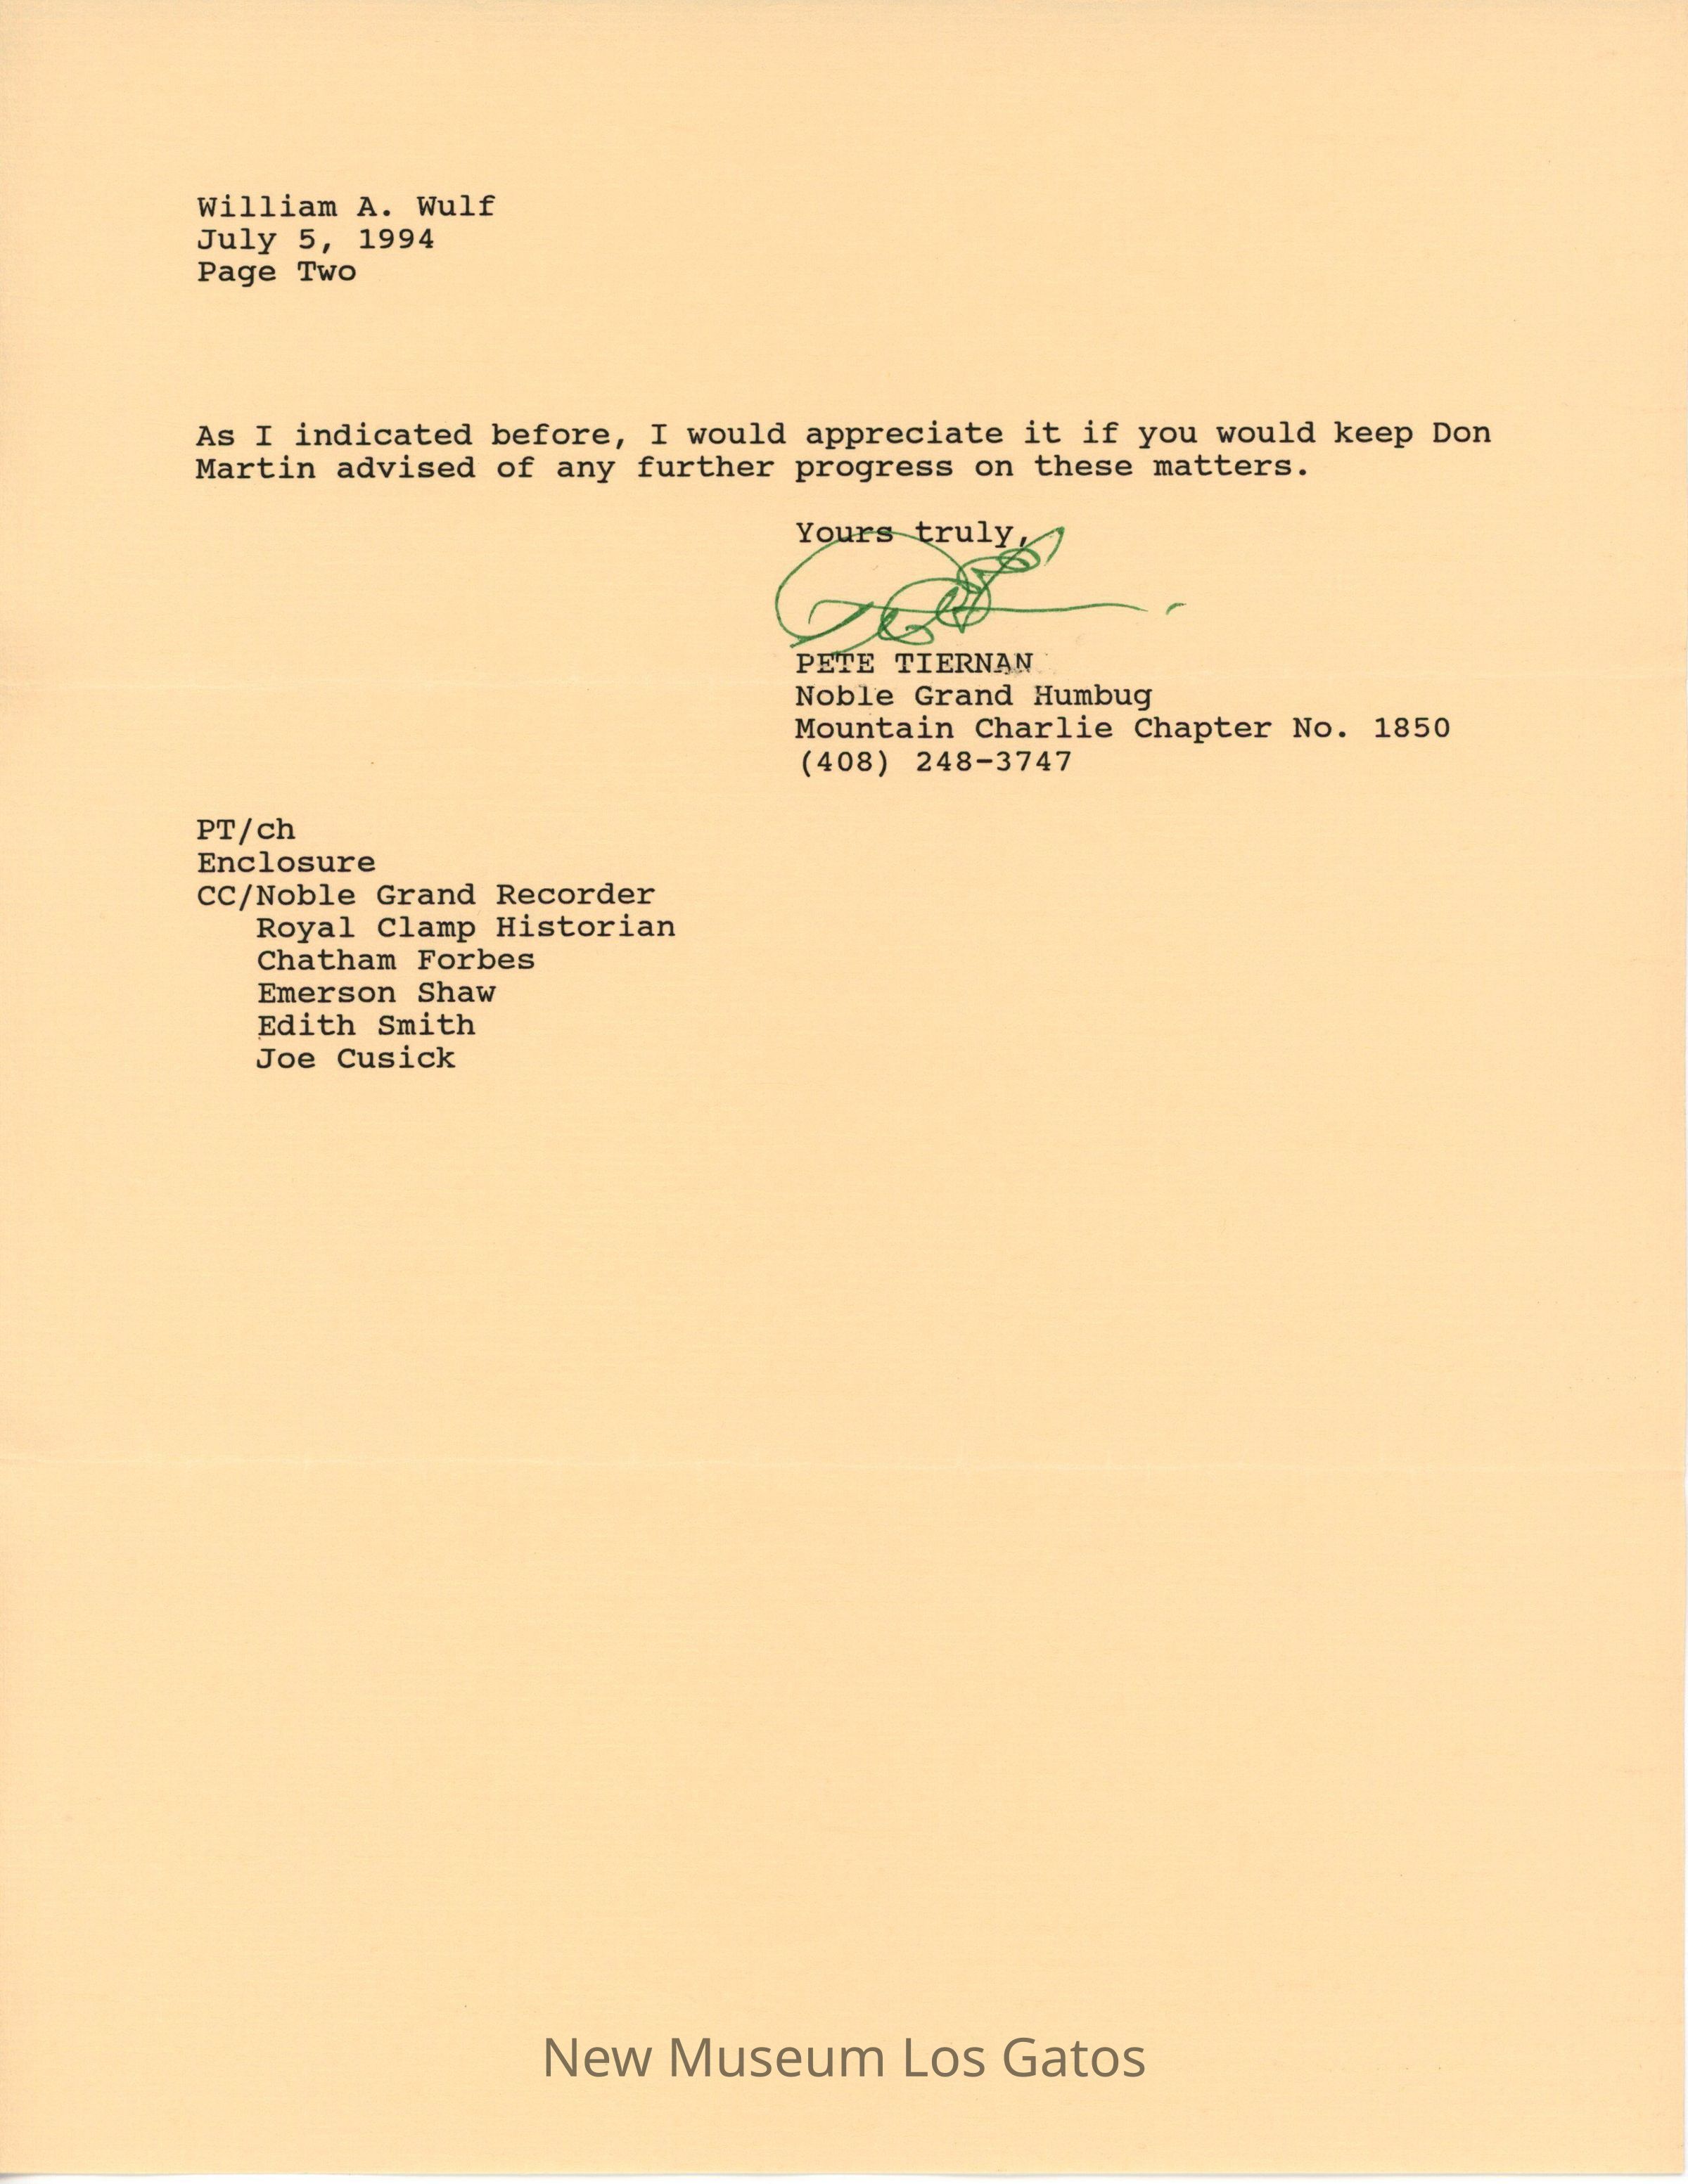 William A. Wulf
July 5, 1994
Page Two
As I indicated before, I would appreciate it if you would keep Don
Martin advised of any further progress on these matters.
Yours truly,
PETE TIERNAN
Noble Grand Humbug
Mountain Charlie Chapter No. 1850
(408) 248-3747
PT/ch
Enclosure
CC/Noble Grand Recorder
Royal Clamp Historian
Chatham Forbes
Emerson Shaw
Edith Smith
Joe Cusick
New Museum Los Gatos